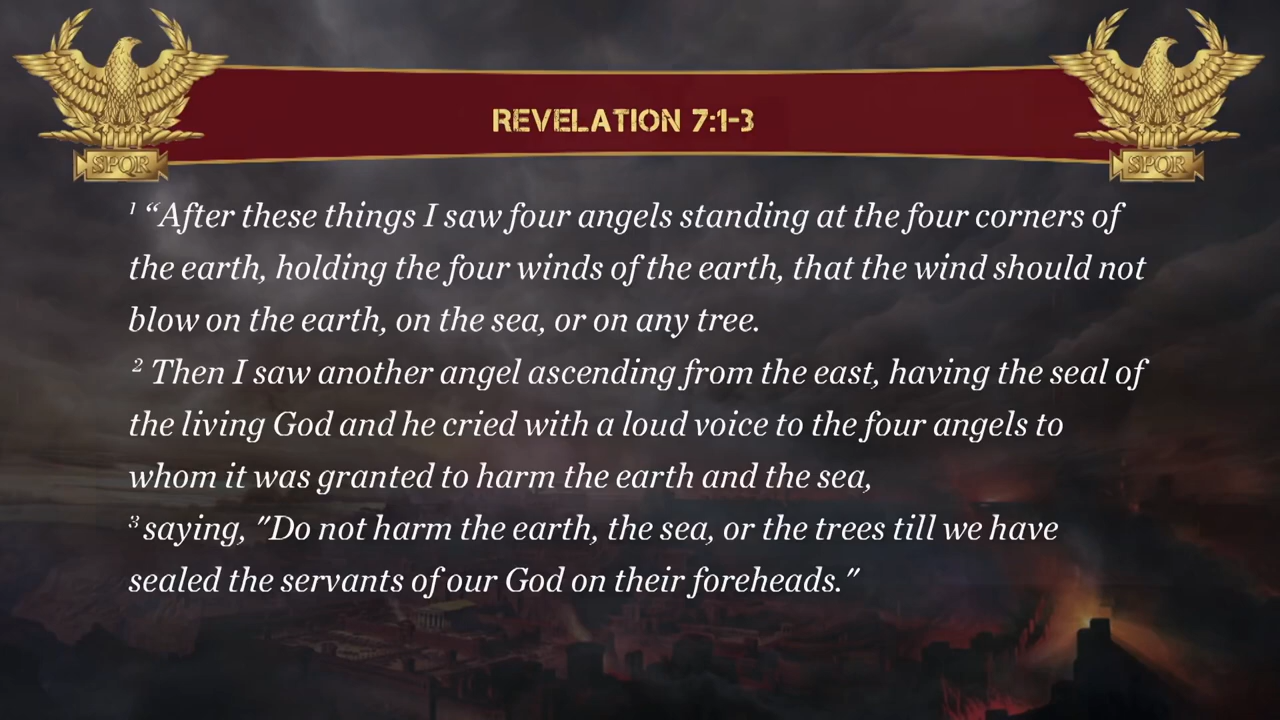 REVELATION 7:1-3
SPQR
SPQR
¹ “After these things I saw four angels standing at the four corners of
the earth, holding the four winds of the earth, that the wind should not
blow on the earth, on the sea, or on any tree.
² Then I saw another angel ascending from the east, having the seal of
the living God and he cried with a loud voice to the four angels to
whom it was granted to harm the earth and the sea,
³ saying, "Do not harm the earth, the sea, or the trees till we have
sealed the servants of our God on their foreheads."